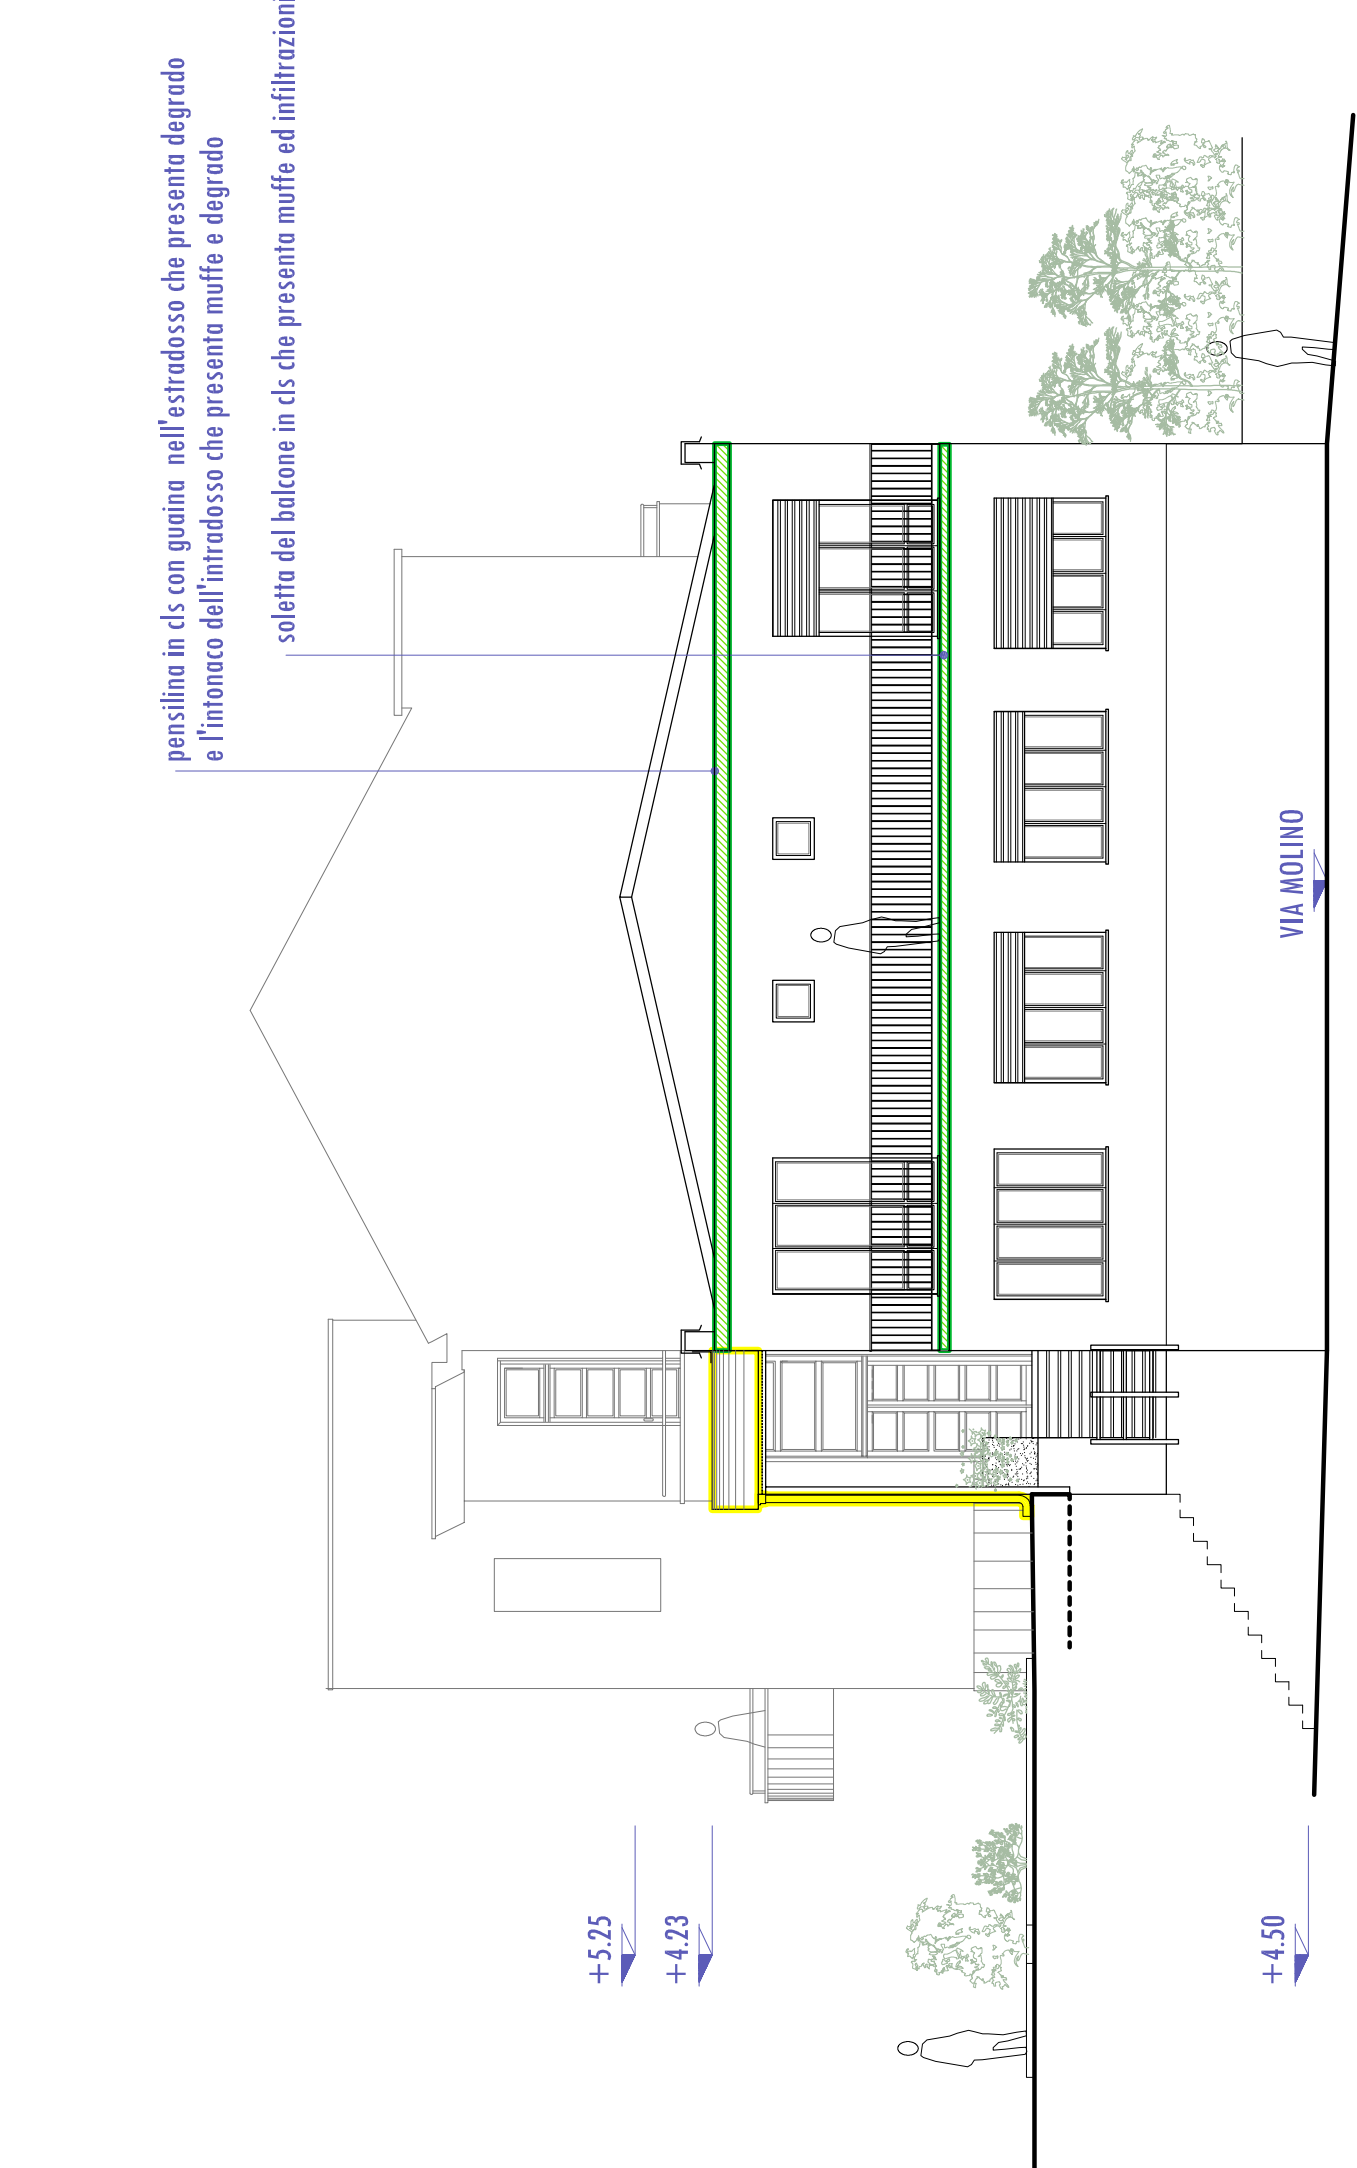 pensilina in cls con guaina nell'estradosso che presenta degrado
e l'intonaco dell'intradosso che presenta muffe e degrado
soletta del balcone in cls che presenta muffe ed infiltrazioni
VIA MOLINO
+5.25
+4.23
+4.50